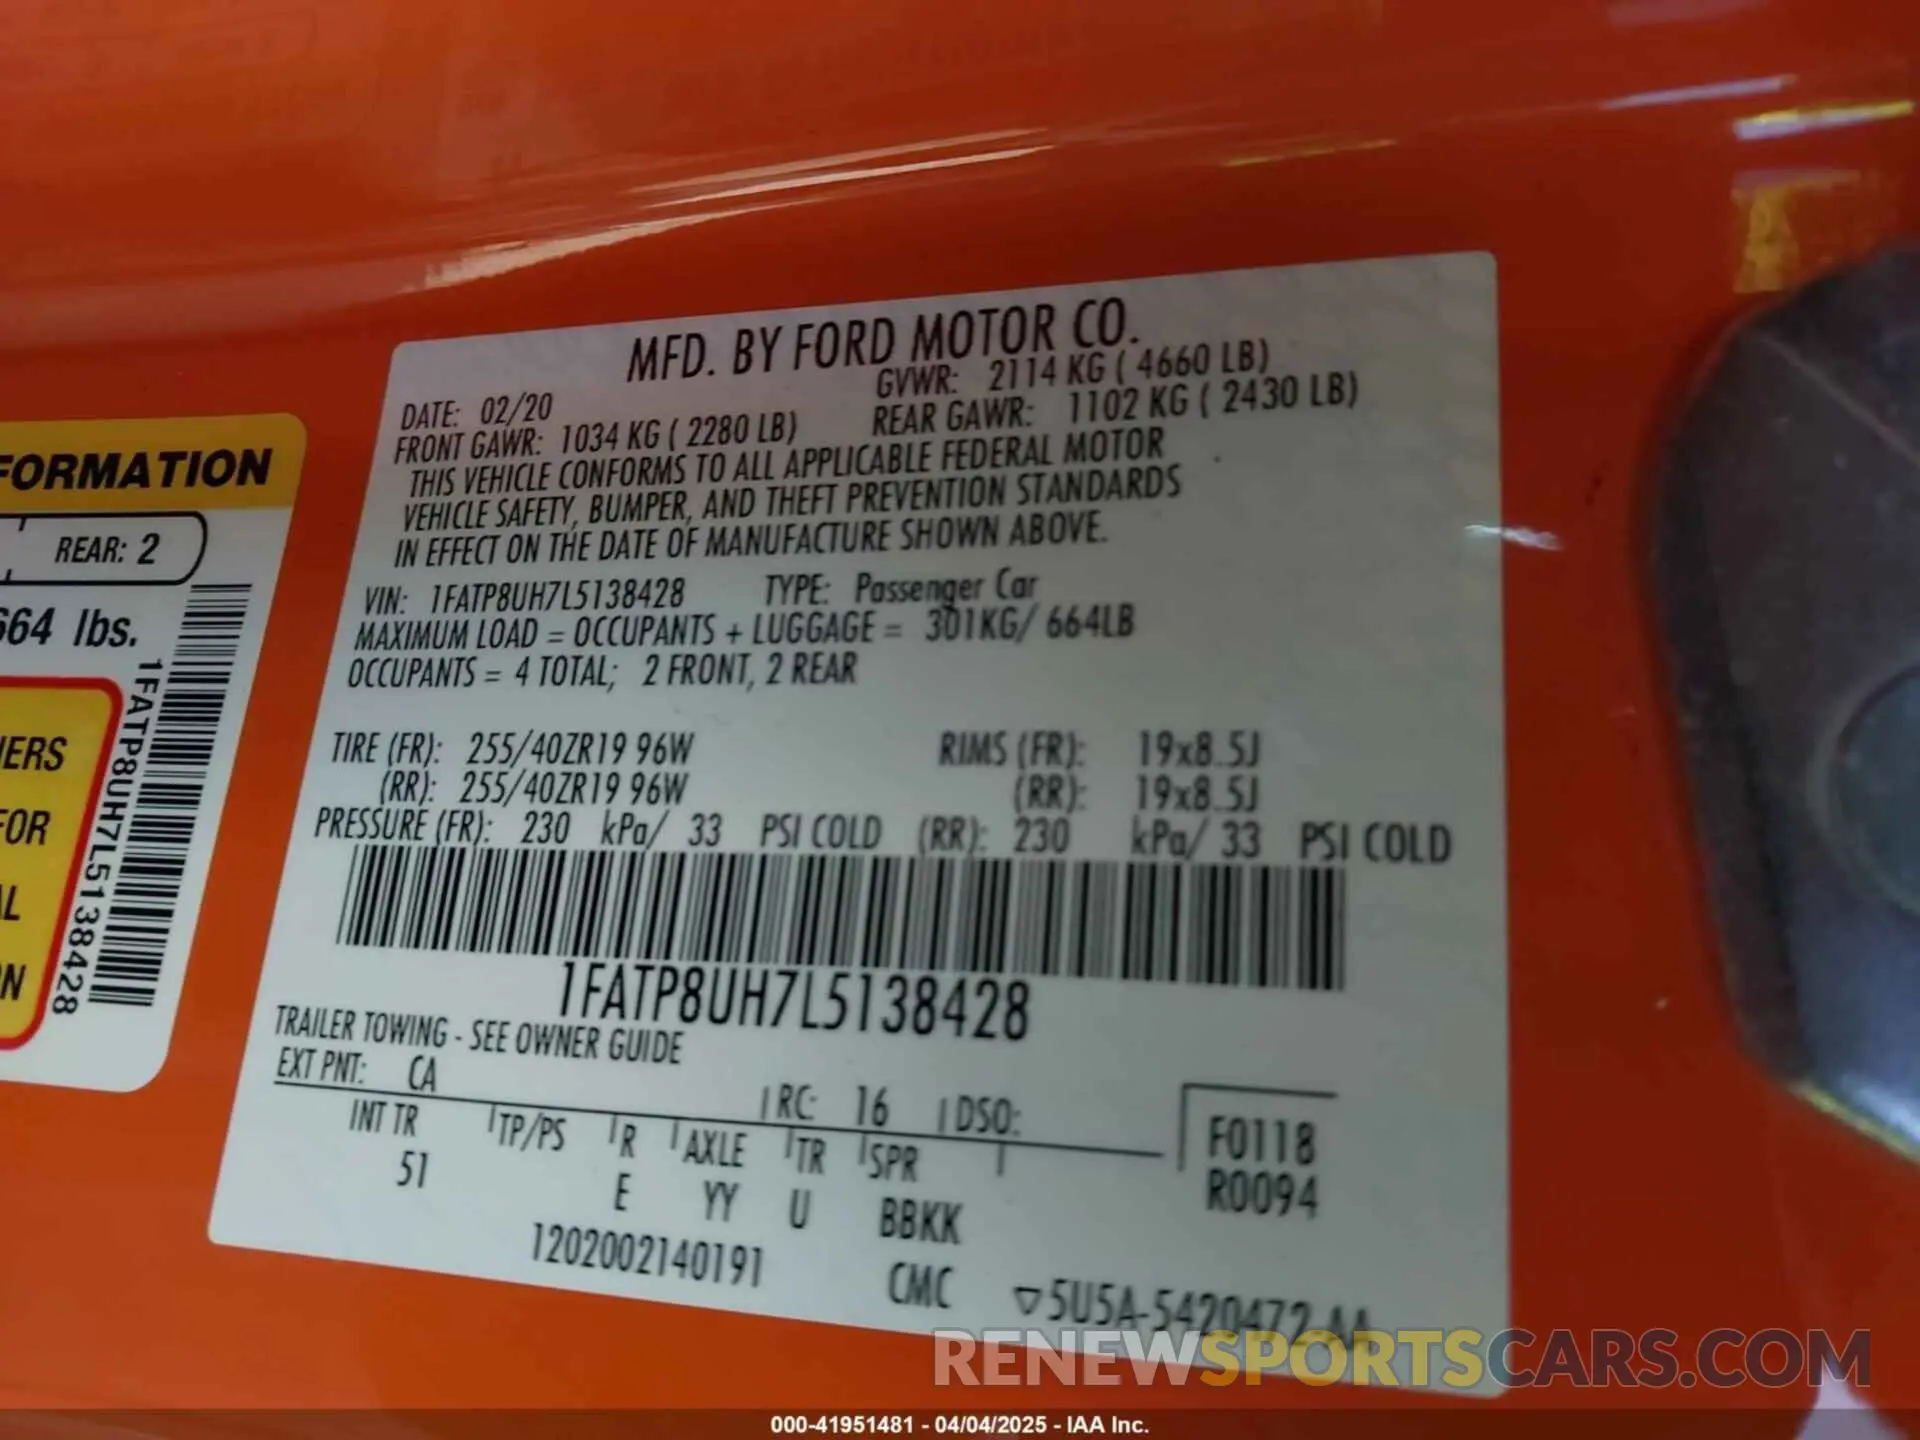 FORMATION
REAR: 2
664 lbs.
1FATP8UH7L5138428
FOR
MFD. BY FORD MOTOR CO.
DATE: 02/20 GVWR: 2114 KG ( 4660 LB)
FRONT GAWR: 1034 KG ( 2280 LB) REAR GAWR: 1102 KG ( 2430 LB)
THIS VEHICLE CONFORMS TO ALL APPLICABLE FEDERAL MOTOR
VEHICLE SAFETY, BUMPER, AND THEFT PREVENTION STANDARDS
IN EFFECT ON THE DATE OF MANUFACTURE SHOWN ABOVE.
VIN: 1FATP8UH7L5138428 TYPE: Passenger Car
MAXIMUM LOAD = OCCUPANTS + LUGGAGE = 301KG/ 664LB
OCCUPANTS = 4 TOTAL; 2 FRONT, 2 REAR
TIRE (FR): 255/40ZR19 96W RIMS (FR): 19x8.5J
(RR): 255/40ZR19 96W (RR): 19x8.5J
PRESSURE (FR): 230 kPa/ 33 PSI COLD (RR): 230 kPa/ 33 PSI COLD
1FATP8UH7L5138428
TRAILER TOWING - SEE OWNER GUIDE
EXT PNT: CA RC: 16 DSO:
INT TR TP/PS R AXLE TR SPR F0118
51 E YY U BBKK R0094
1202002140191 CMC ▽5U5A-5420472-AA
RENEWSPORTSCARS.COM
000-41951481 - 04/04/2025 - IAA Inc.